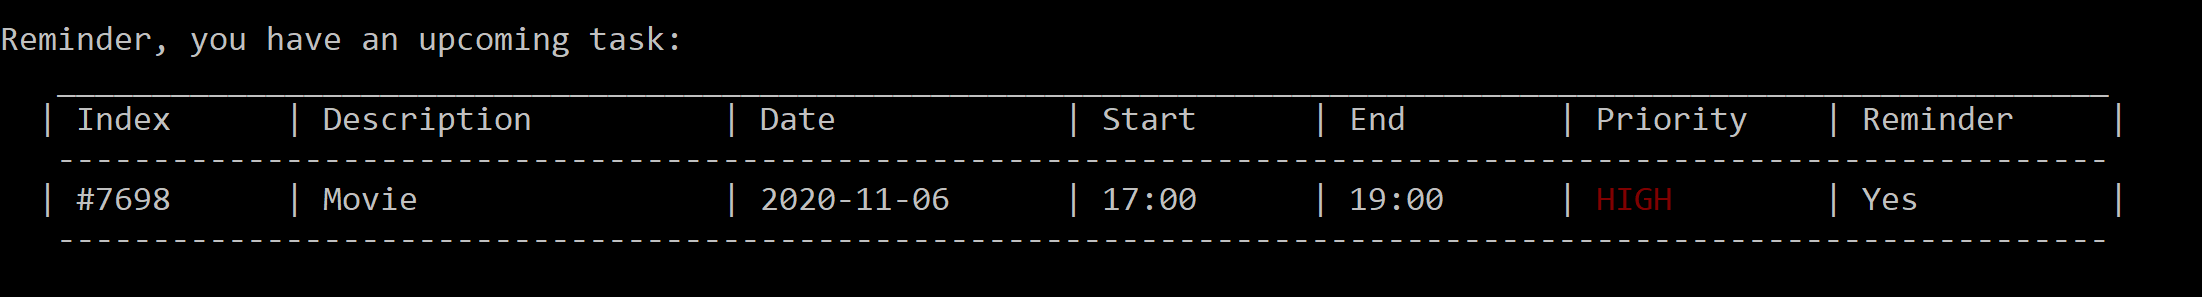 Reminder, you have an upcoming task:
| Index | Description | Date | Start | End | Priority | Reminder |
| #7698 | Movie | 2020-11-06 | 17:00 | 19:00 | HIGH | Yes |